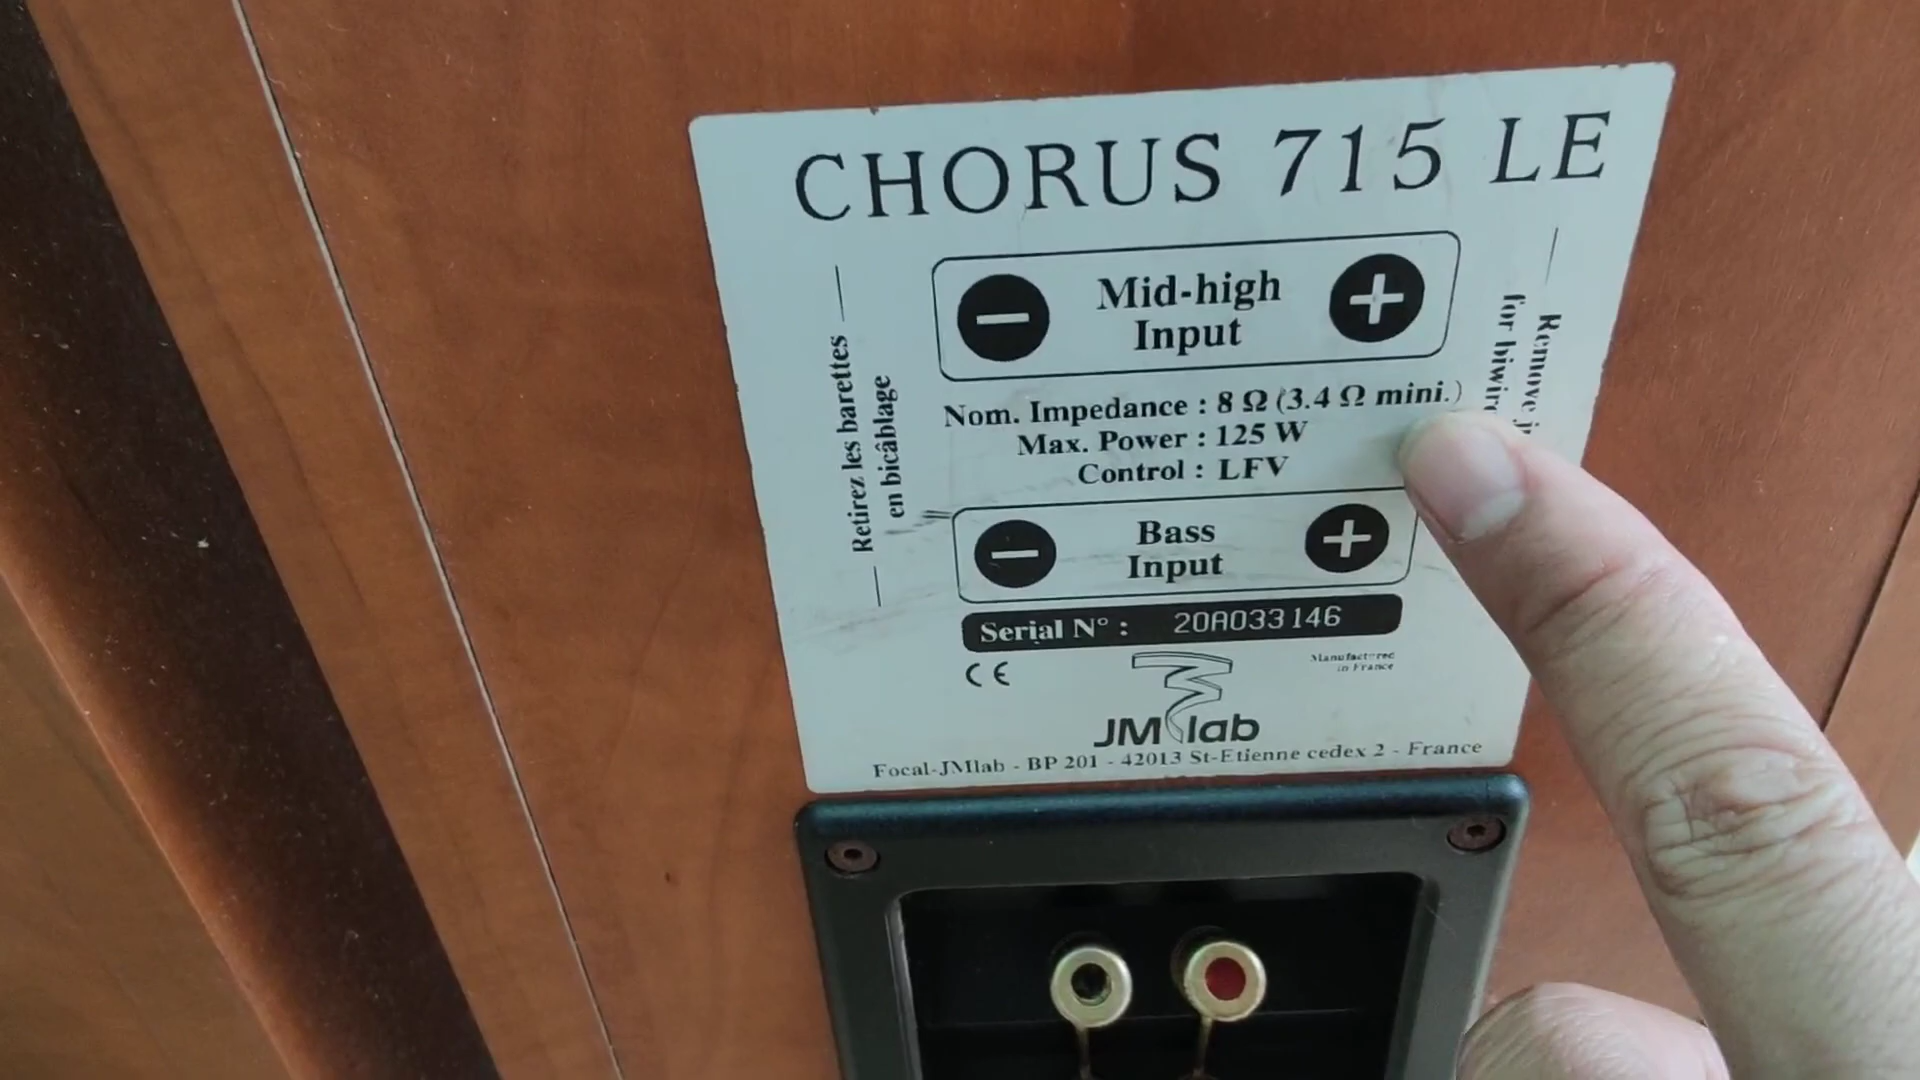 CHORUS 715 LE
− Mid-high +
Input
Retirez les barettes
en bicâblage
Remove
for
Nom. Impedance : 8 Ω (3.4 Ω mini.)
Max. Power : 125 W
Control : LFV
− Bass +
Input
Serial N° : 20A033146
CE
Manufactured
in France
JMlab
Focal-JMlab - BP 201 - 42013 St-Etienne cedex 2 - France